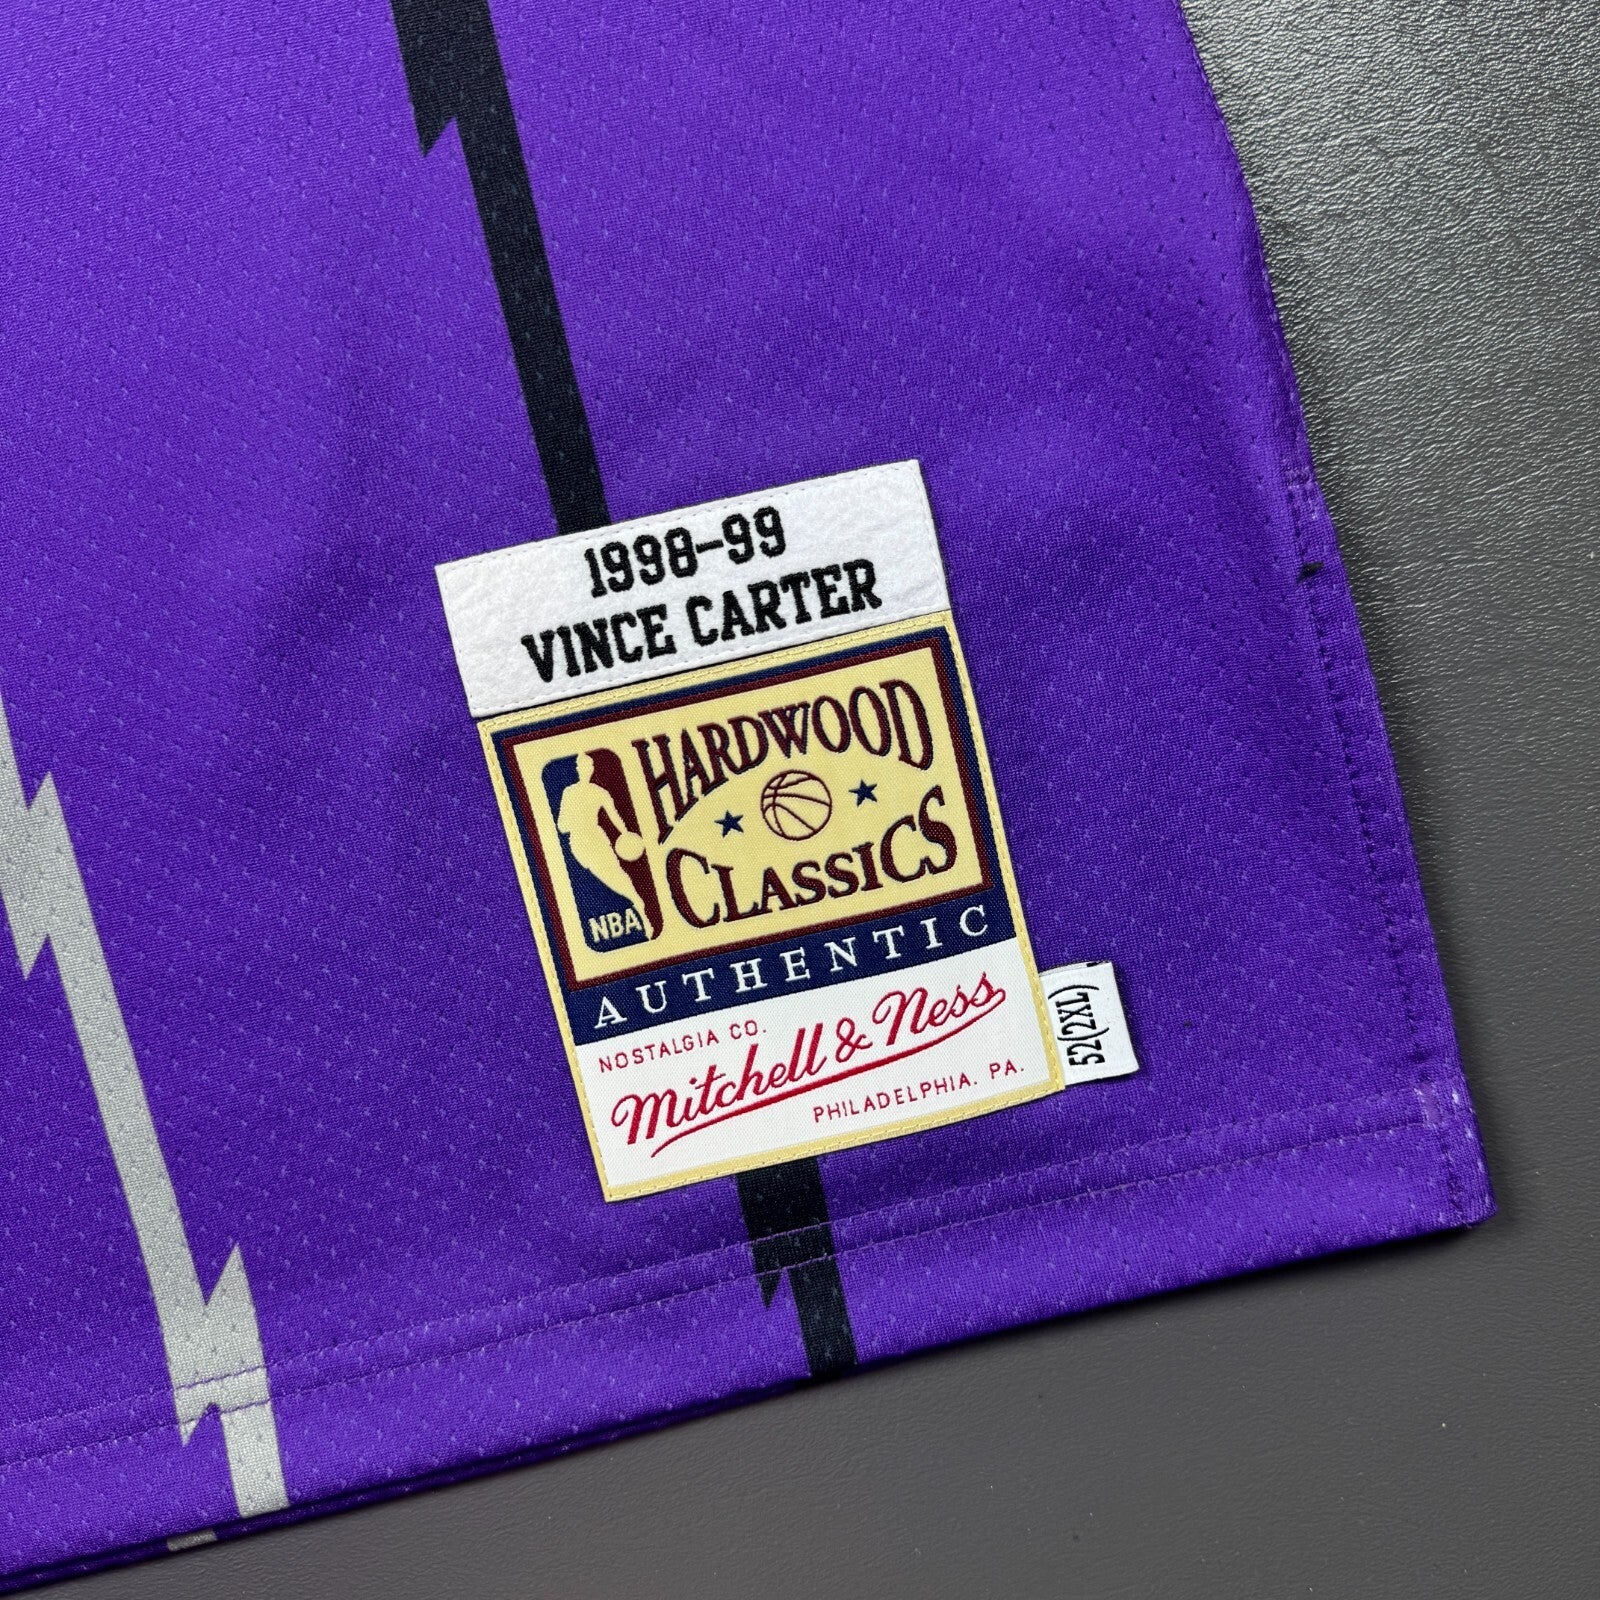 1998-99
VINCE CARTER
HARDWOOD
CLASSICS
NBA
AUTHENTIC
NOSTALGIA CO.
Mitchell & Ness
PHILADELPHIA. PA.
52(2XL)